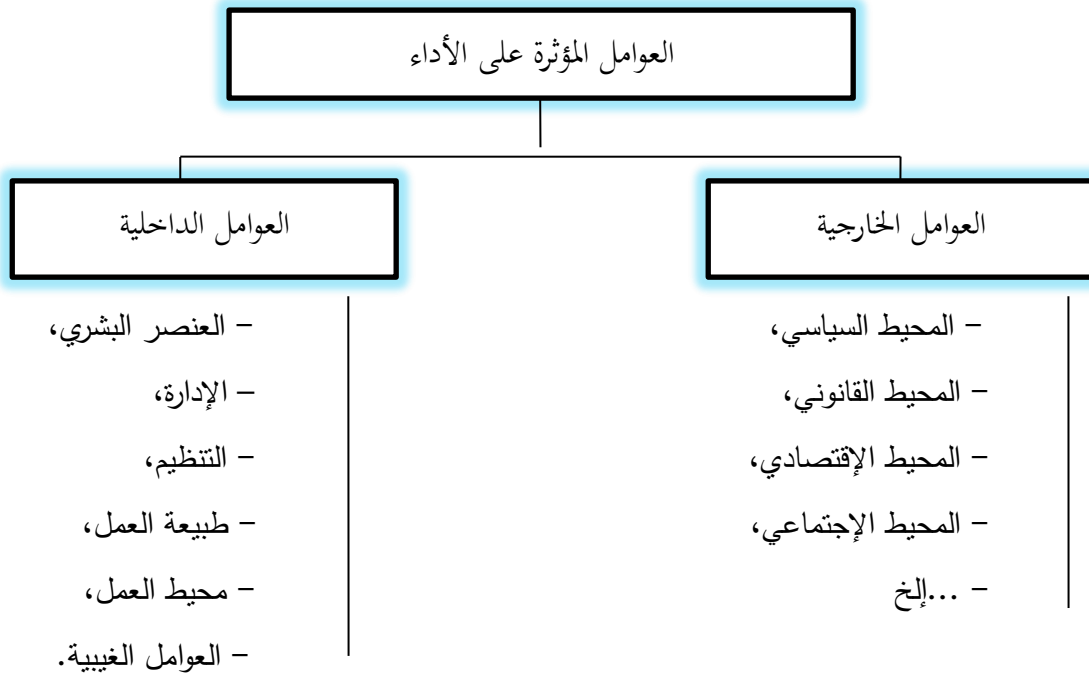 العوامل المؤثرة على الأداء
العوامل الخارجية
– المحيط السياسي،
– المحيط القانوني،
– المحيط الإقتصادي،
– المحيط الإجتماعي،
– ...إلخ
العوامل الداخلية
– العنصر البشري،
– الإدارة،
– التنظيم،
– طبيعة العمل،
– محيط العمل،
– العوامل الغيبية.